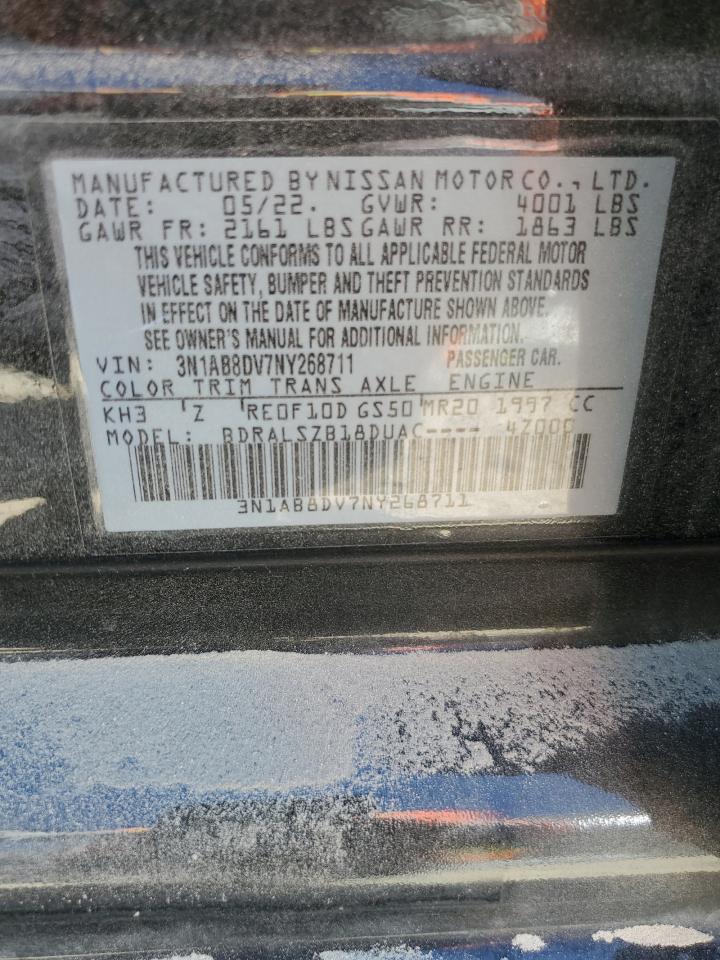 MANUFACTURED BY NISSAN MOTOR CO., LTD.
DATE: 05/22. GVWR: 4001 LBS
GAWR FR: 2161 LBS GAWR RR: 1863 LBS
THIS VEHICLE CONFORMS TO ALL APPLICABLE FEDERAL MOTOR
VEHICLE SAFETY, BUMPER AND THEFT PREVENTION STANDARDS
IN EFFECT ON THE DATE OF MANUFACTURE SHOWN ABOVE.
SEE OWNER'S MANUAL FOR ADDITIONAL INFORMATION.
VIN: 3N1AB8DV7NY268711 PASSENGER CAR.
COLOR TRIM TRANS AXLE ENGINE
KH3 Z RE0F10D GS50 MR20 1997 CC
MODEL: BDRALSZB18DUAC----
3N1AB8DV7NY268711